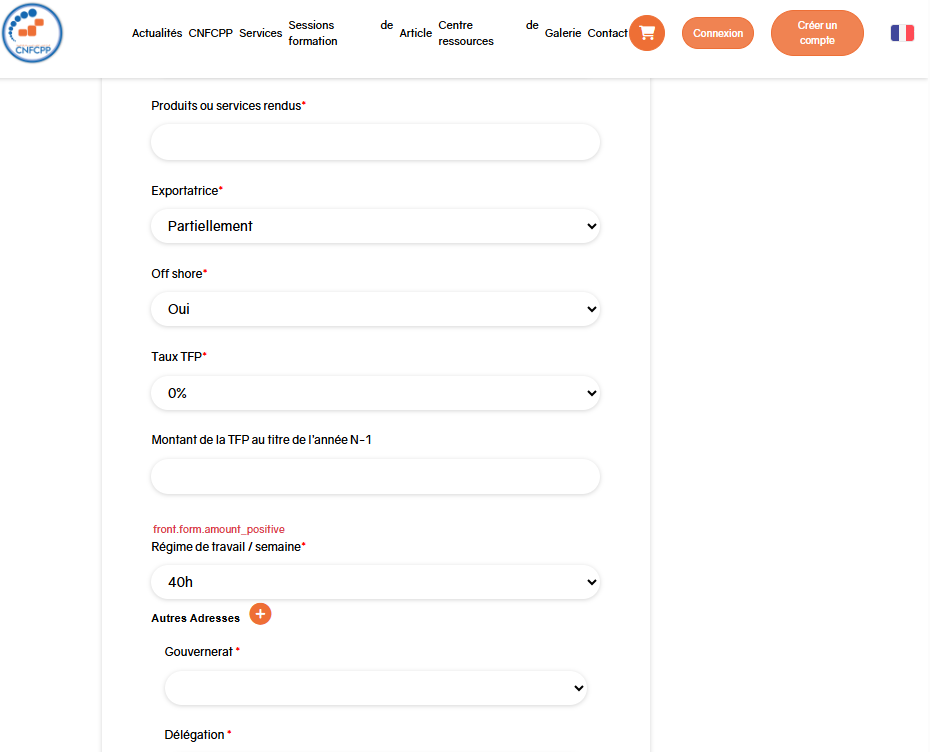 CNFCPP
Actualités CNFCPP Services Sessions de formation Article Centre de ressources Galerie Contact Connexion Créer un compte
Produits ou services rendus*
Exportatrice*
Partiellement
Off shore*
Oui
Taux TFP*
0%
Montant de la TFP au titre de l'année N-1
front.form.amount_positive
Régime de travail / semaine*
40h
Autres Adresses +
Gouvernerat *
Délégation *